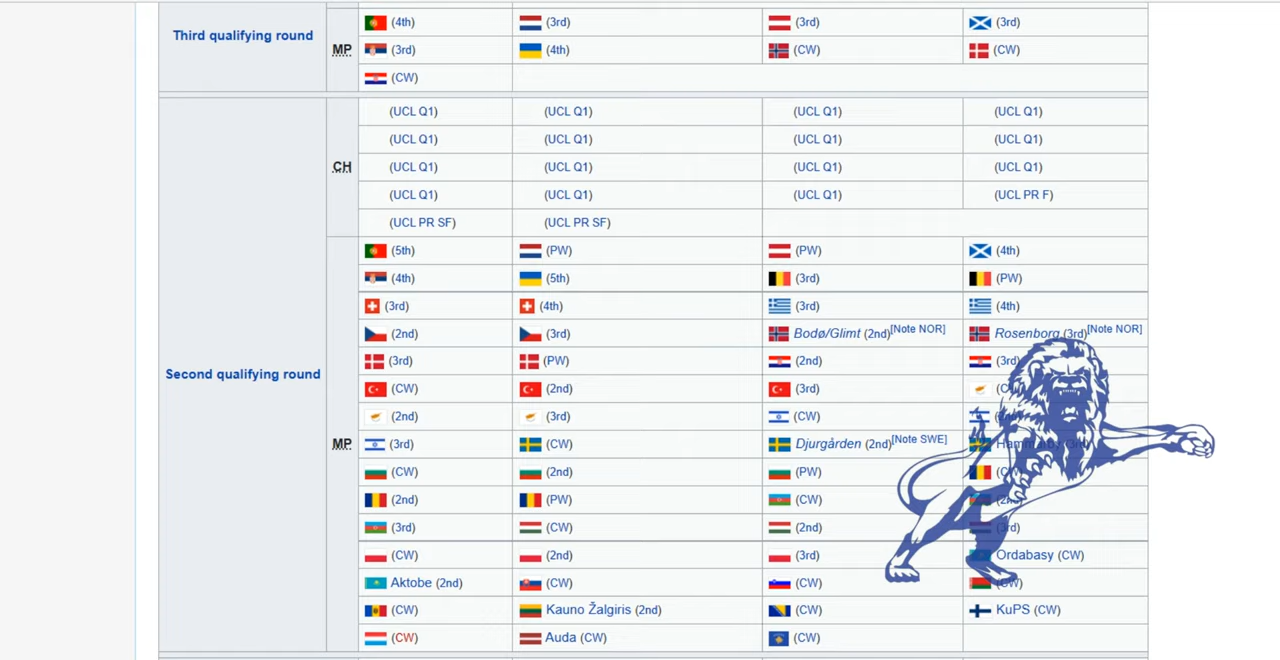 (4th) (3rd) (3rd) (3rd)
Third qualifying round
MP (3rd) (4th) (CW) (CW)
(CW)
(UCL Q1) (UCL Q1) (UCL Q1) (UCL Q1)
(UCL Q1) (UCL Q1) (UCL Q1) (UCL Q1)
CH (UCL Q1) (UCL Q1) (UCL Q1) (UCL Q1)
(UCL Q1) (UCL Q1) (UCL Q1) (UCL PR F)
(UCL PR SF) (UCL PR SF)
(5th) (PW) (PW) (4th)
(4th) (5th) (3rd) (PW)
(3rd) (4th) (3rd) (4th)
(2nd) (3rd) Bodø/Glimt (2nd)[Note NOR] Rosenborg (3rd)[Note NOR]
(3rd) (PW) (2nd) (3rd)
Second qualifying round
(CW) (2nd) (3rd)
(2nd) (3rd) (CW)
MP (3rd) (CW) Djurgården (2nd)[Note SWE] Hammarby (3rd)
(CW) (2nd) (PW)
(2nd) (PW) (CW) (2nd)
(3rd) (CW) (2nd) (3rd)
(CW) (2nd) (3rd) Ordabasy (CW)
Aktobe (2nd) (CW) (CW) (CW)
(CW) Kauno Žalgiris (2nd) (CW) KuPS (CW)
(CW) Auda (CW) (CW)